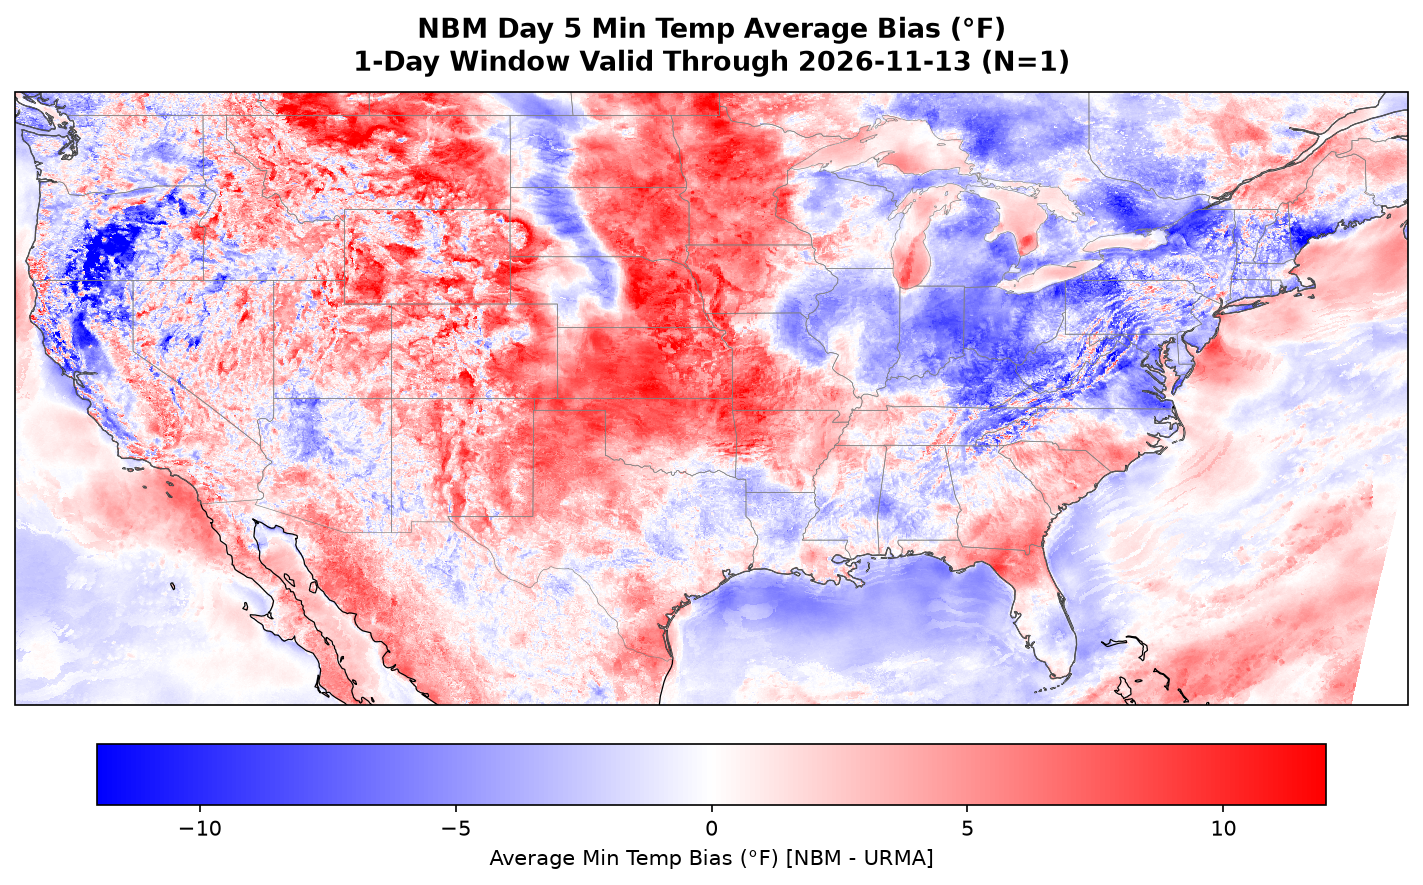 NBM Day 5 Min Temp Average Bias (°F)
1-Day Window Valid Through 2026-11-13 (N=1)
−10 −5 0 5 10
Average Min Temp Bias (°F) [NBM - URMA]